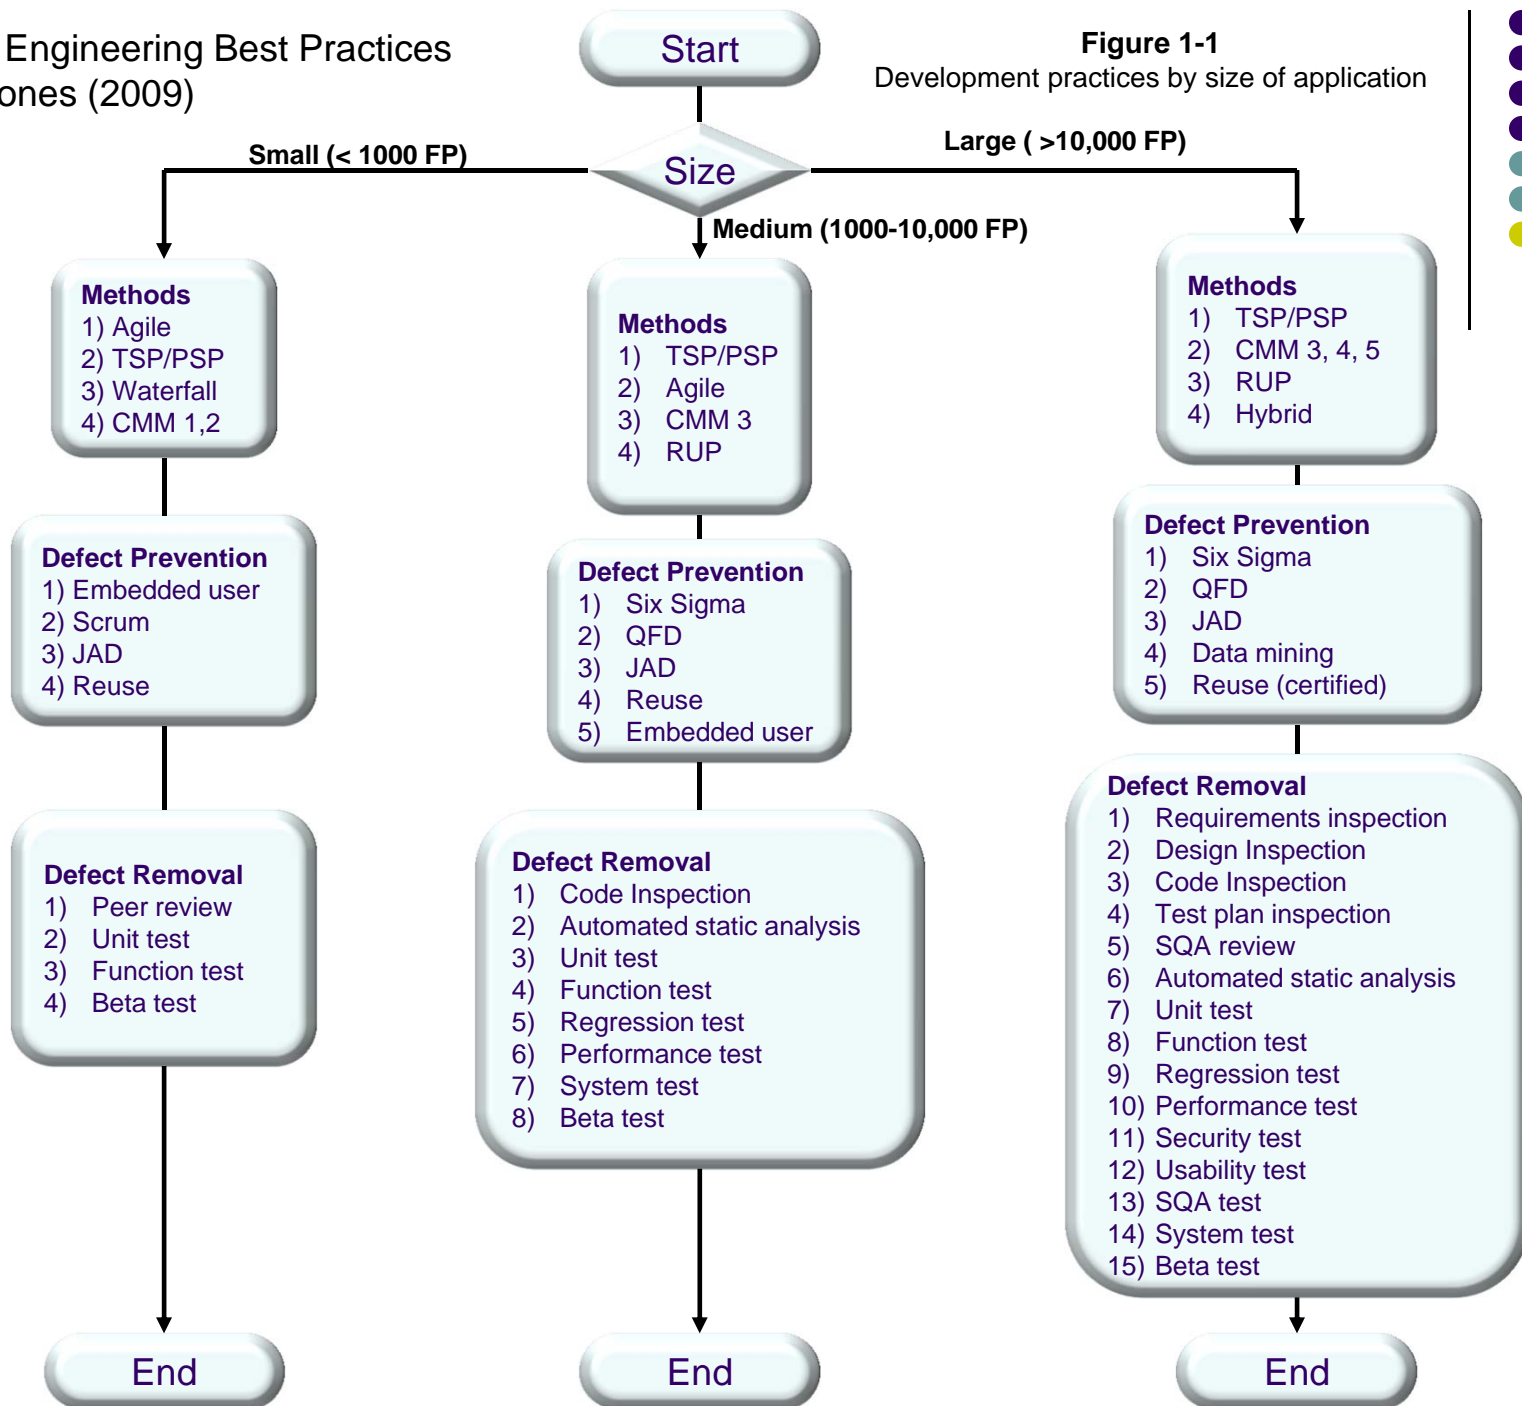 Engineering Best Practices
ones (2009)
Start
Figure 1-1
Development practices by size of application
Small (< 1000 FP)
Size
Large ( >10,000 FP)
Medium (1000-10,000 FP)
Methods
1) Agile
2) TSP/PSP
3) Waterfall
4) CMM 1,2
Defect Prevention
1) Embedded user
2) Scrum
3) JAD
4) Reuse
Defect Removal
1) Peer review
2) Unit test
3) Function test
4) Beta test
End
Methods
1) TSP/PSP
2) Agile
3) CMM 3
4) RUP
Defect Prevention
1) Six Sigma
2) QFD
3) JAD
4) Reuse
5) Embedded user
Defect Removal
1) Code Inspection
2) Automated static analysis
3) Unit test
4) Function test
5) Regression test
6) Performance test
7) System test
8) Beta test
End
Methods
1) TSP/PSP
2) CMM 3, 4, 5
3) RUP
4) Hybrid
Defect Prevention
1) Six Sigma
2) QFD
3) JAD
4) Data mining
5) Reuse (certified)
Defect Removal
1) Requirements inspection
2) Design Inspection
3) Code Inspection
4) Test plan inspection
5) SQA review
6) Automated static analysis
7) Unit test
8) Function test
9) Regression test
10) Performance test
11) Security test
12) Usability test
13) SQA test
14) System test
15) Beta test
End